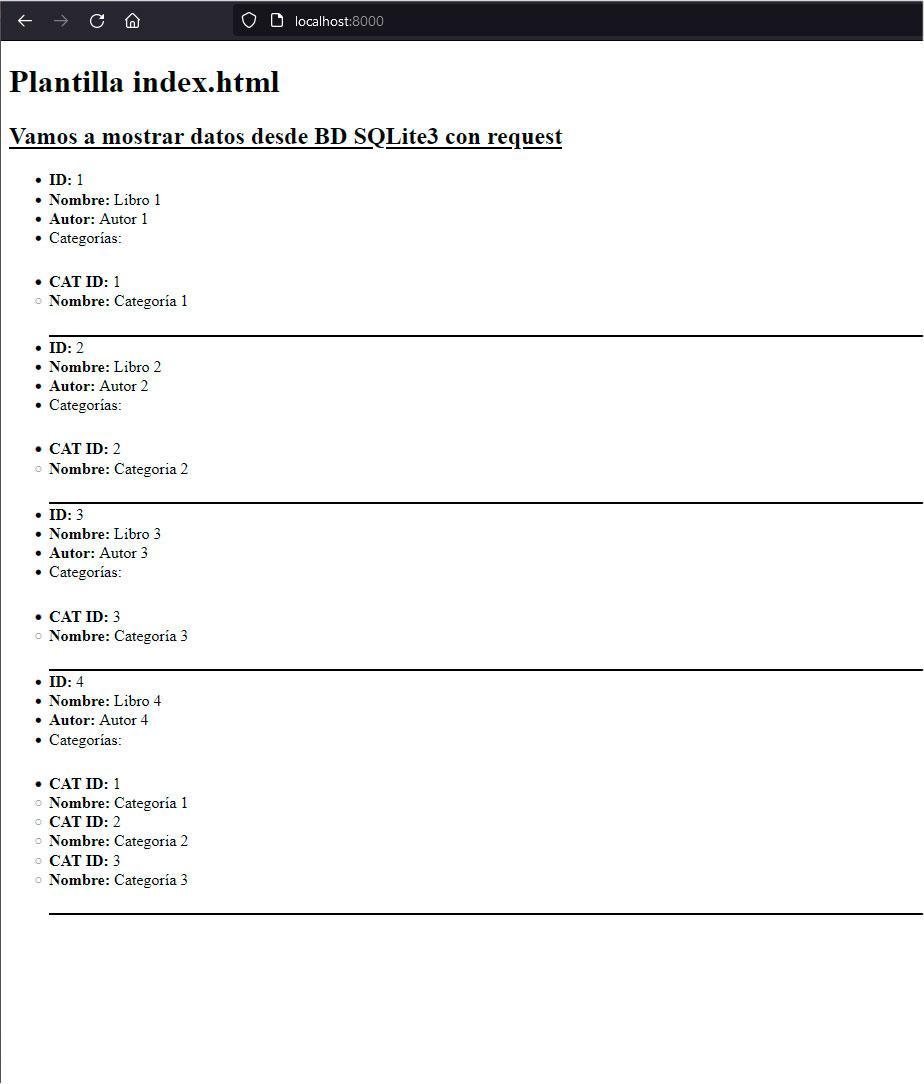 localhost:8000
Plantilla index.html
Vamos a mostrar datos desde BD SQLite3 con request
ID: 1
Nombre: Libro 1
Autor: Autor 1
Categorías:
CAT ID: 1
Nombre: Categoría 1
ID: 2
Nombre: Libro 2
Autor: Autor 2
Categorías:
CAT ID: 2
Nombre: Categoria 2
ID: 3
Nombre: Libro 3
Autor: Autor 3
Categorías:
CAT ID: 3
Nombre: Categoría 3
ID: 4
Nombre: Libro 4
Autor: Autor 4
Categorías:
CAT ID: 1
Nombre: Categoría 1
CAT ID: 2
Nombre: Categoria 2
CAT ID: 3
Nombre: Categoría 3